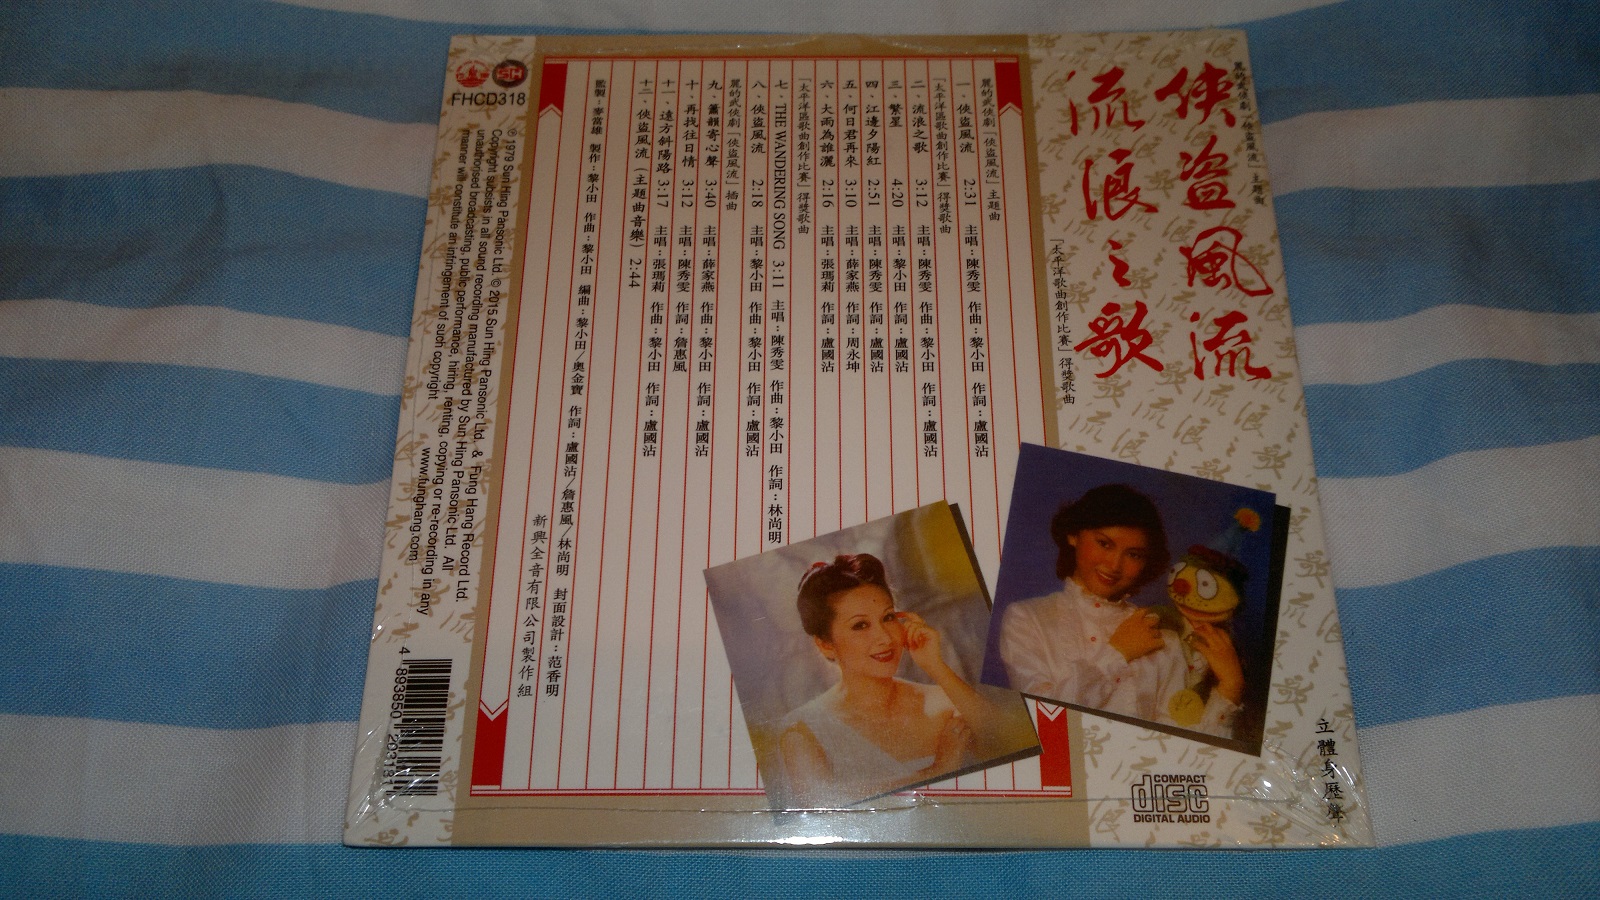 麗的武俠劇「俠盜風流」主題曲
俠盜風流
流浪之歌
「太平洋歌曲創作比賽」得獎歌曲
麗的武俠劇「俠盜風流」主題曲
一．俠盜風流 2:31 主唱：陳秀雯 作曲：黎小田 作詞：盧國沾
「太平洋區歌曲創作比賽」得獎歌曲
二．流浪之歌 3:12 主唱：陳秀雯 作曲：黎小田 作詞：盧國沾
三．繁星 4:20 主唱：黎小田 作詞：盧國沾
四．江邊夕陽紅 2:51 主唱：陳秀雯 作詞：盧國沾
五．何日君再來 3:10 主唱：薛家燕 作詞：周永坤
六．大雨為誰灑 2:16 主唱：張瑪莉 作詞：盧國沾
「太平洋區歌曲創作比賽」得獎歌曲
七．THE WANDERING SONG 3:11 主唱：陳秀雯 作曲：黎小田 作詞：林尚明
八．俠盜風流 2:18 主唱：黎小田 作曲：黎小田 作詞：盧國沾
麗的武俠劇「俠盜風流」插曲
九．簫韻寄心聲 3:40 主唱：薛家燕 作曲：黎小田 作詞：盧國沾
十．再找往日情 3:12 主唱：陳秀雯 作詞：詹惠風
十一．遠方斜陽路 3:17 主唱：張瑪莉 作曲：黎小田 作詞：盧國沾
十二．俠盜風流（主題曲音樂）2:44
監製：麥當雄 製作：黎小田 作曲：黎小田 編曲：黎小田／奧金寶 作詞：盧國沾／詹惠風／林尚明 封面設計：范香明
新興全音有限公司製作組
SH
FHCD318
℗ 1979 Sun Hing Pansonic Ltd. © 2015 Sun Hing Pansonic Ltd. & Fung Hang Record Ltd.
Copyright subsists in all sound recording manufactured by Sun Hing Pansonic Ltd. All
unauthorised broadcasting, public performance, hiring, renting, copying or re-recording in any
manner will constitute an infringement of such copyright
www.funghang.com
4 893850 203181
COMPACT
disc
DIGITAL AUDIO
立體身歷聲